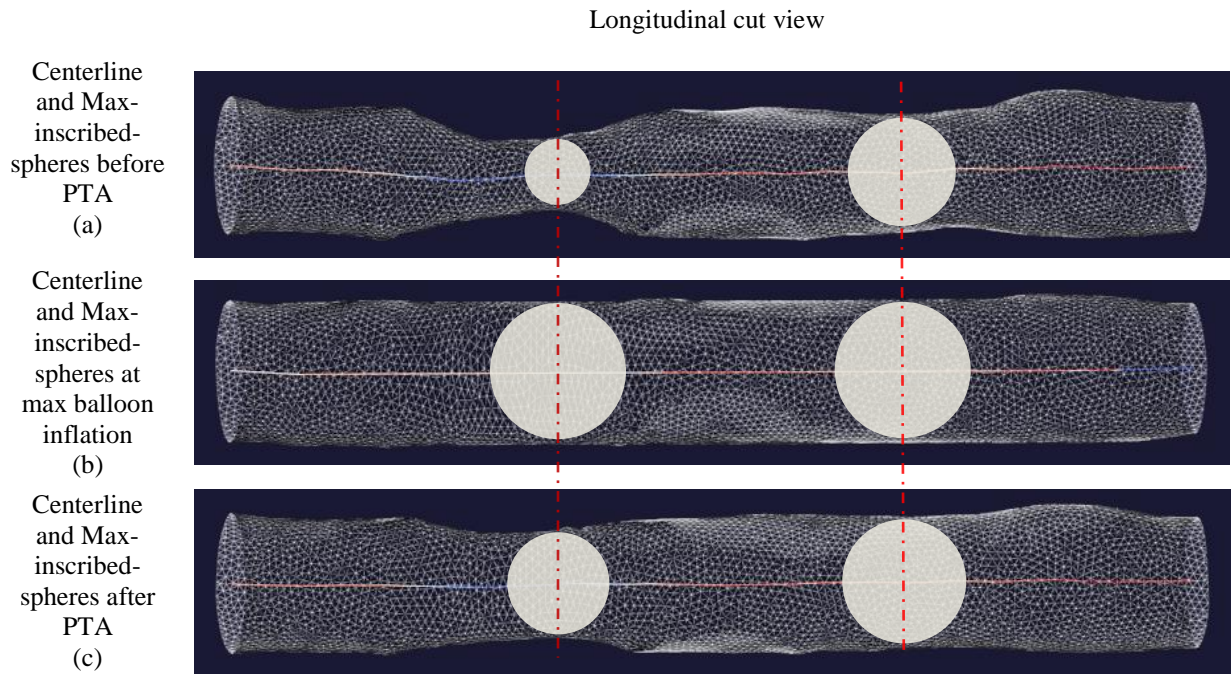 Longitudinal cut view
Centerline
and Max-
inscribed-
spheres before
PTA
(a)
Centerline
and Max-
inscribed-
spheres at
max balloon
inflation
(b)
Centerline
and Max-
inscribed-
spheres after
PTA
(c)